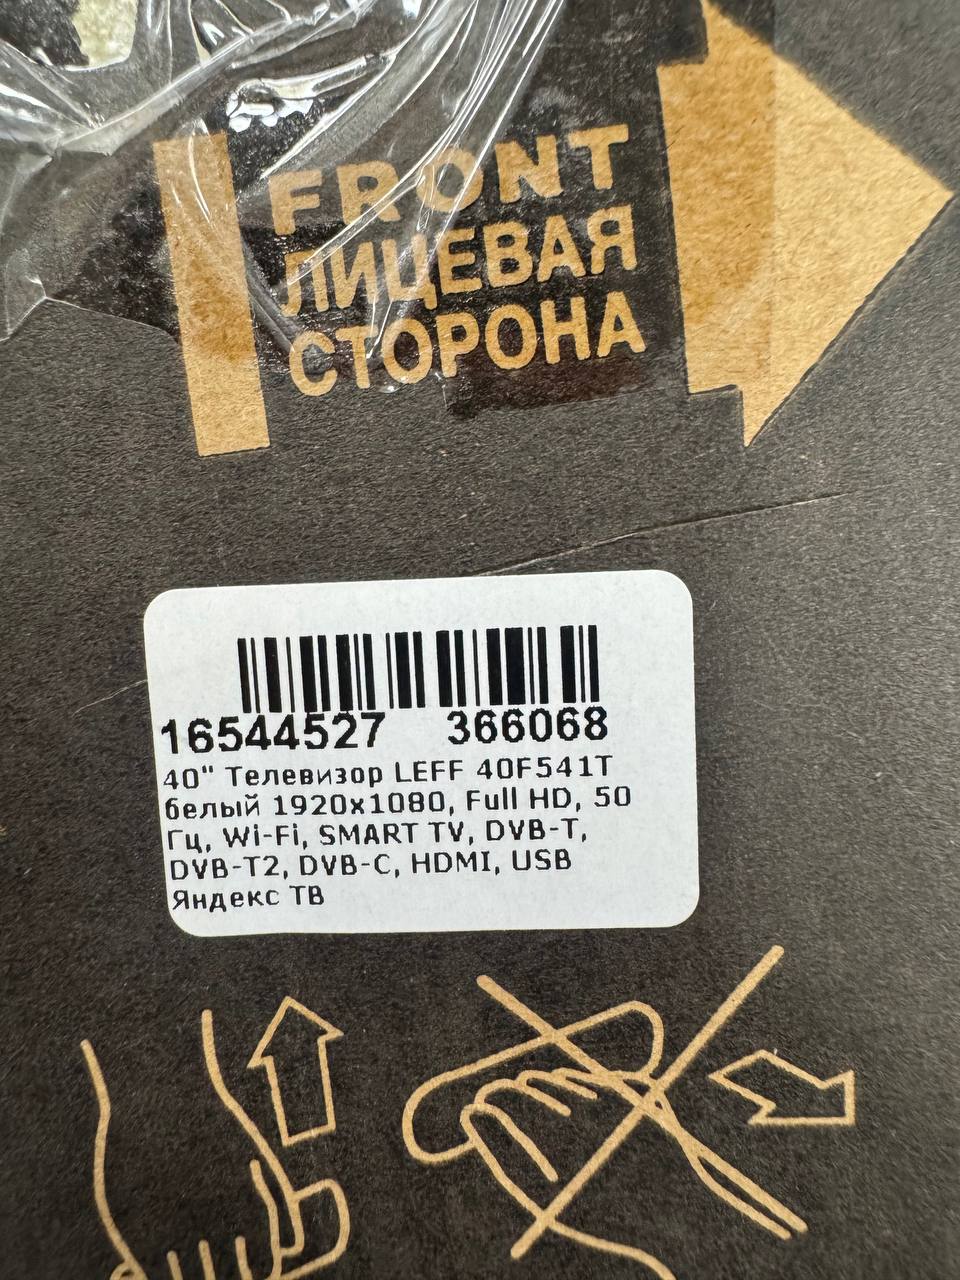 FRONT
ЛИЦЕВАЯ
СТОРОНА
16544527 366068
40" Телевизор LEFF 40F541T
белый 1920x1080, Full HD, 50
Гц, Wi-Fi, SMART TV, DVB-T,
DVB-T2, DVB-C, HDMI, USB
Яндекс ТВ